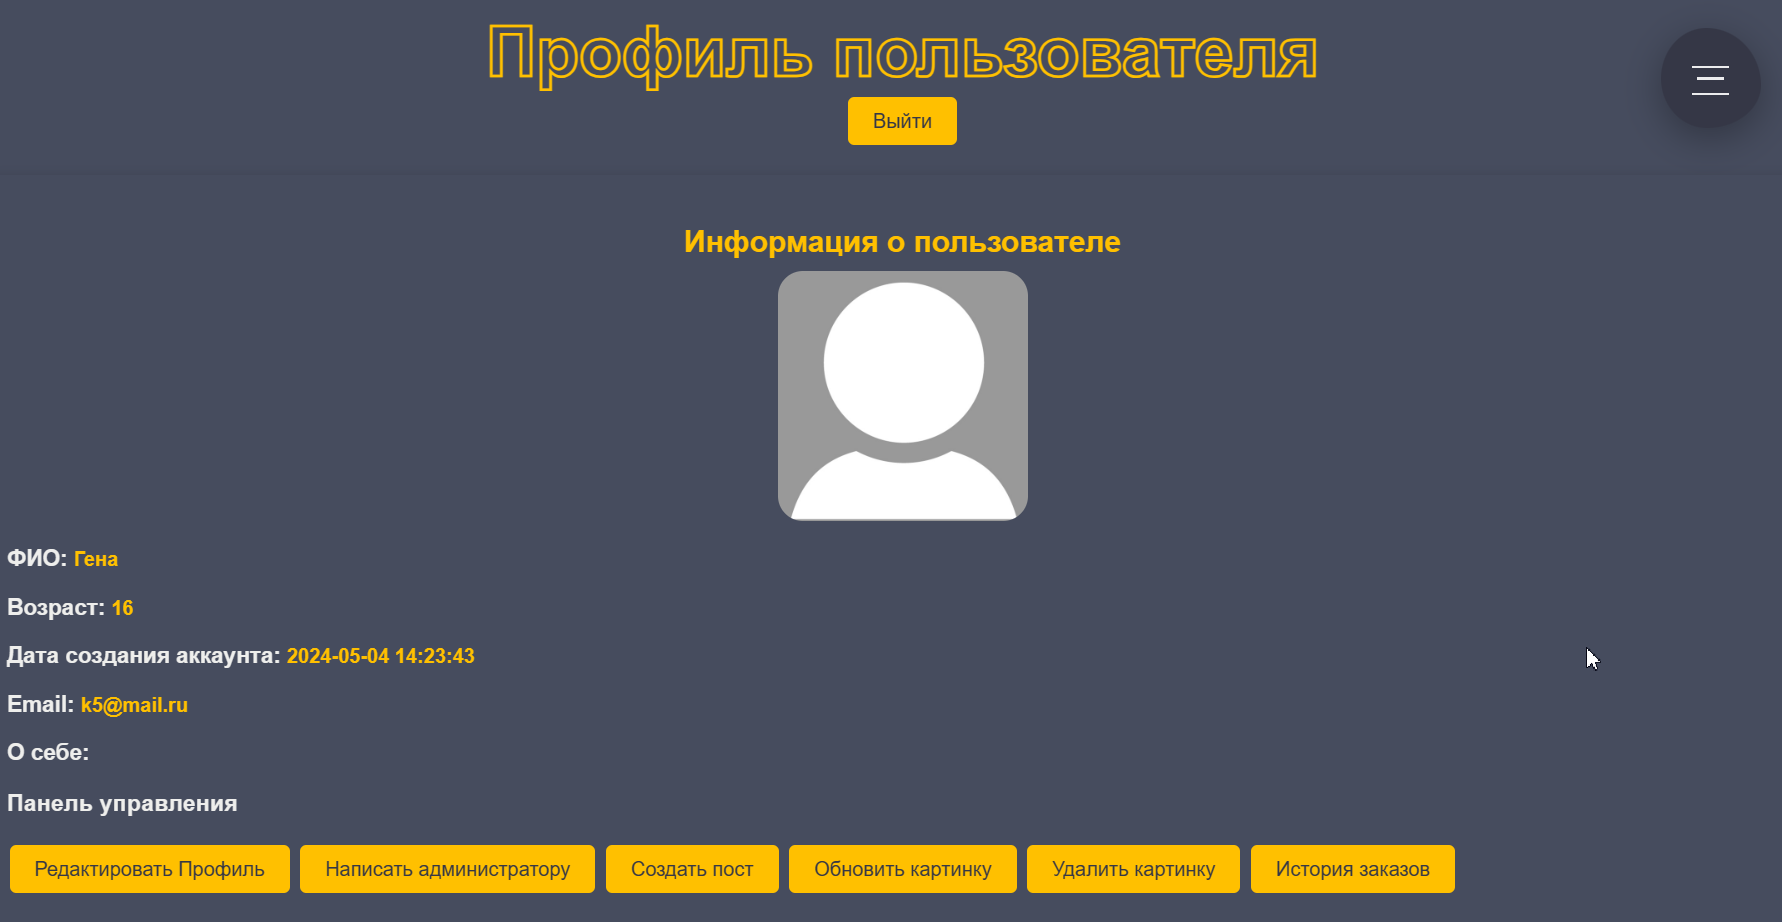 Профиль пользователя
Выйти
Информация о пользователе
ФИО: Гена
Возраст: 16
Дата создания аккаунта: 2024-05-04 14:23:43
Email: k5@mail.ru
О себе:
Панель управления
Редактировать Профиль Написать администратору Создать пост Обновить картинку Удалить картинку История заказов